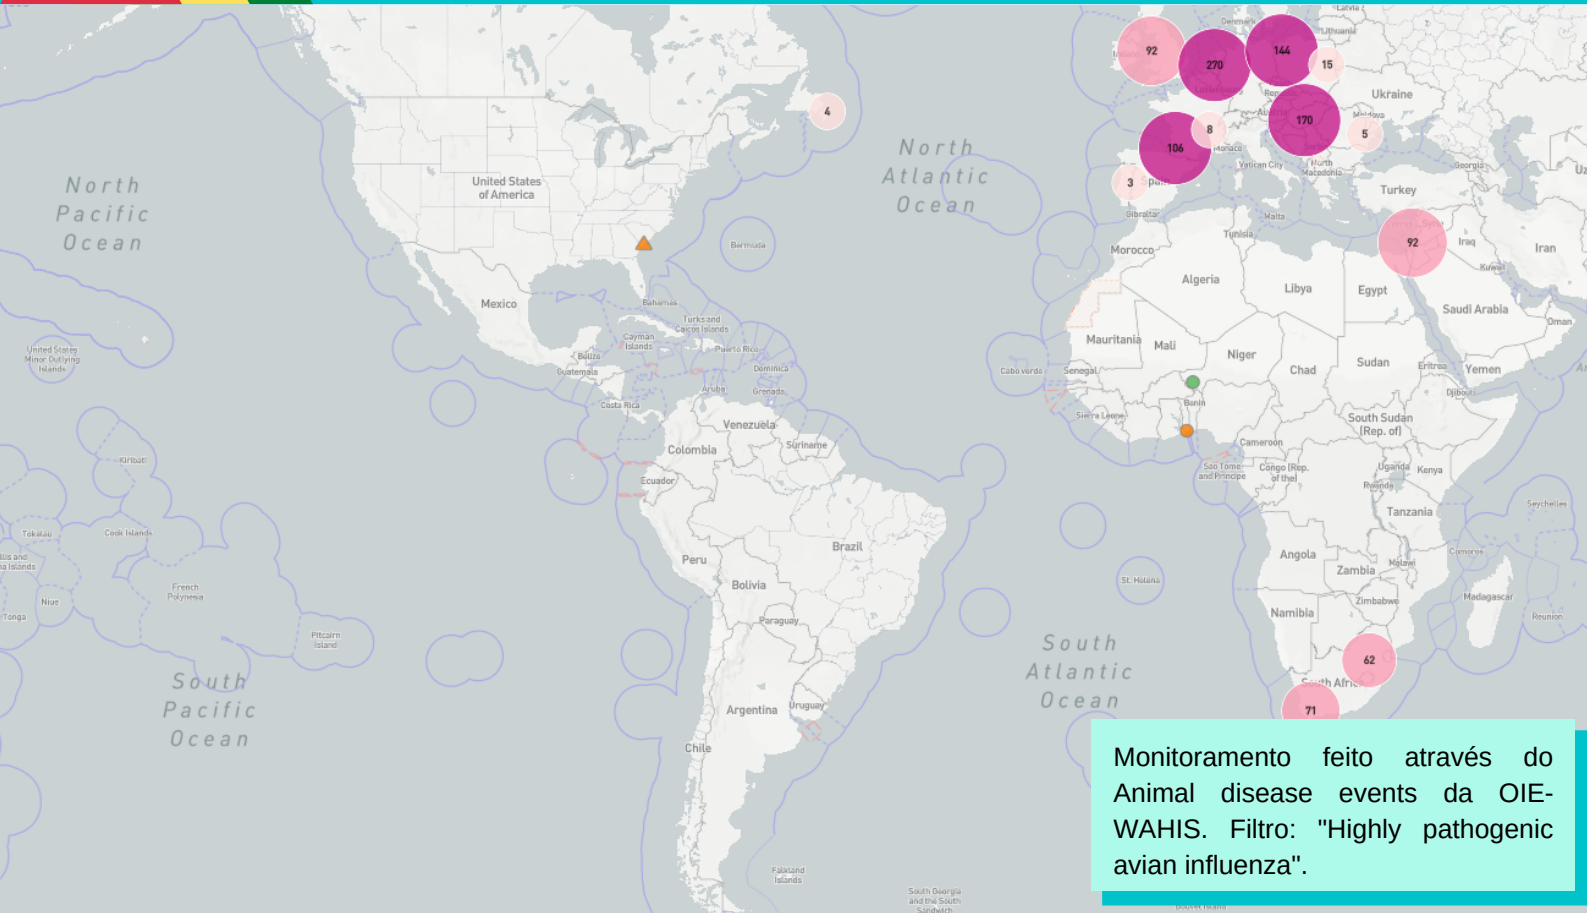 Denmark
Latvia
Lithuania
92
144
270
15
Ukraine
4
8
170
5
106
Monaco
Vatican City
North
Macedonia
Georgia
North
Pacific
Ocean
United States
of America
North
Atlantic
Ocean
3
Spain
Turkey
Gibraltar
Malta
Bermuda
Tunisia
Morocco
92
Iraq
Iran
Kuwait
Algeria
Libya
Egypt
Saudi Arabia
Oman
Mexico
Bahamas
Turks and
Caicos Islands
Cayman
Islands
Puerto Rico
Belize
Guatemala
Dominica
Aruba
Grenada
Costa Rica
United States
Minor Outlying
Islands
Mauritania
Mali
Niger
Chad
Sudan
Eritrea
Yemen
Cabo verde
Senegal
Djibouti
Benin
Sierra Leone
South Sudan
(Rep. of)
Cameroon
Venezuela
Suriname
Colombia
Ecuador
Kiribati
Sao Tome
and Principe
Congo (Rep.
of the)
Uganda
Kenya
Rwanda
Tanzania
Seychelles
Tokelau
Cook Islands
Peru
Brazil
Bolivia
Angola
Zambia
Malawi
Comoros
French
Polynesia
Niue
Tonga
St. Helena
Zimbabwe
Madagascar
Namibia
Reunion
Pitcairn
Island
Paraguay
South
Atlantic
Ocean
62
South Afri
71
South
Pacific
Ocean
Argentina
Uruguay
Chile
Falkland
Islands
South Georgia
and the South
Sandwich
Monitoramento feito através do
Animal disease events da OIE-
WAHIS. Filtro: "Highly pathogenic
avian influenza".